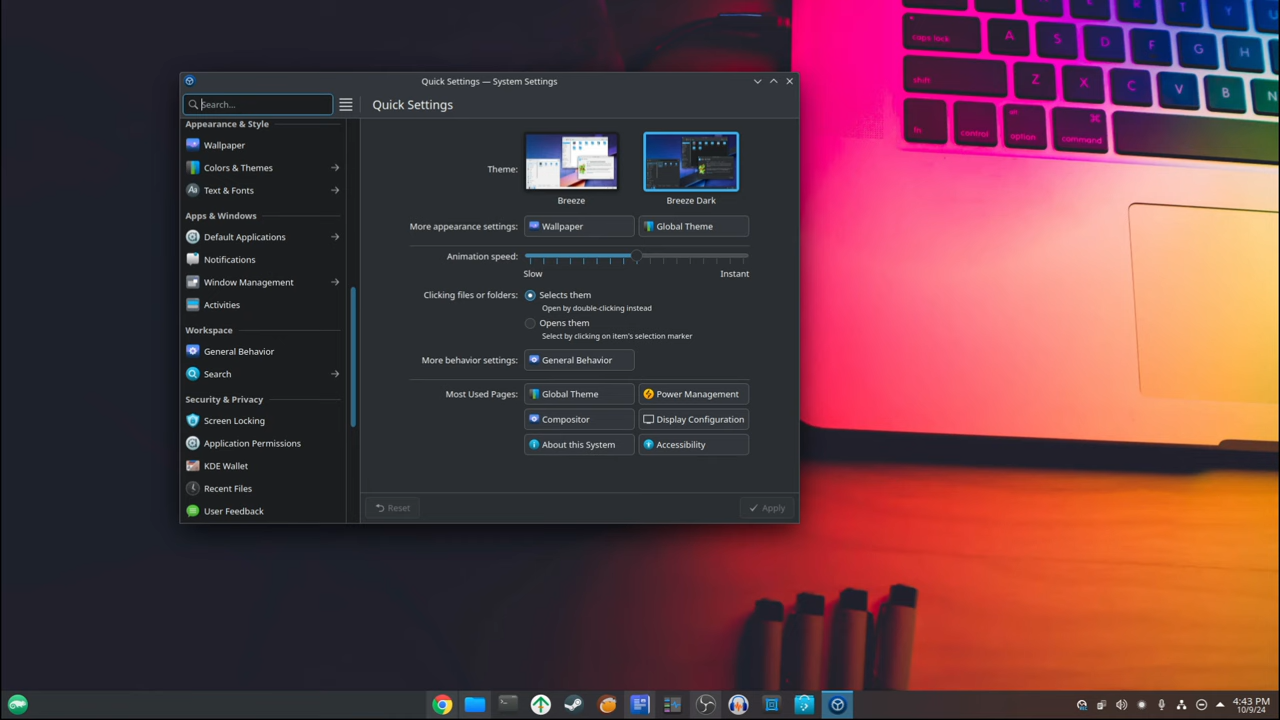 Quick Settings — System Settings
Search...
Quick Settings
Appearance & Style
Wallpaper
Colors & Themes
Text & Fonts
Apps & Windows
Default Applications
Notifications
Window Management
Activities
Workspace
General Behavior
Search
Security & Privacy
Screen Locking
Application Permissions
KDE Wallet
Recent Files
User Feedback
Theme:
Breeze
Breeze Dark
More appearance settings:
Wallpaper
Global Theme
Animation speed:
Slow
Instant
Clicking files or folders:
Selects them
Open by double-clicking instead
Opens them
Select by clicking on item's selection marker
More behavior settings:
General Behavior
Most Used Pages:
Global Theme
Power Management
Compositor
Display Configuration
About this System
Accessibility
Reset
Apply
caps lock
A
S
D
F
G
H
shift
Z
X
C
V
B
N
fn
control
alt
option
⌘
command
4:43 PM
10/9/24